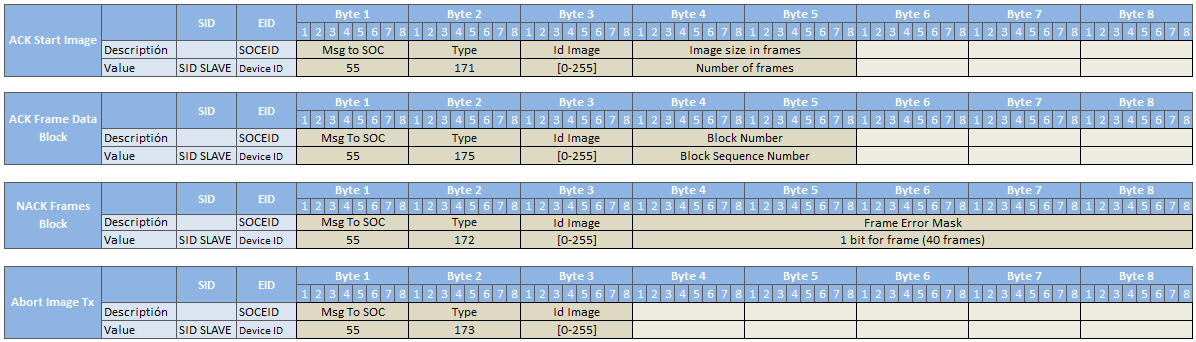 SID EID Byte 1 Byte 2 Byte 3 Byte 4 Byte 5 Byte 6 Byte 7 Byte 8
ACK Start Image 1 2 3 4 5 6 7 8 1 2 3 4 5 6 7 8 1 2 3 4 5 6 7 8 1 2 3 4 5 6 7 8 1 2 3 4 5 6 7 8 1 2 3 4 5 6 7 8 1 2 3 4 5 6 7 8 1 2 3 4 5 6 7 8
Descriptión SOCEID Msg to SOC Type Id Image Image size in frames
Value SID SLAVE Device ID 55 171 [0-255] Number of frames
SID EID Byte 1 Byte 2 Byte 3 Byte 4 Byte 5 Byte 6 Byte 7 Byte 8
ACK Frame Data 1 2 3 4 5 6 7 8 1 2 3 4 5 6 7 8 1 2 3 4 5 6 7 8 1 2 3 4 5 6 7 8 1 2 3 4 5 6 7 8 1 2 3 4 5 6 7 8 1 2 3 4 5 6 7 8 1 2 3 4 5 6 7 8
Block Descriptión SOCEID Msg To SOC Type Id Image Block Number
Value SID SLAVE Device ID 55 175 [0-255] Block Sequence Number
SID EID Byte 1 Byte 2 Byte 3 Byte 4 Byte 5 Byte 6 Byte 7 Byte 8
NACK Frames 1 2 3 4 5 6 7 8 1 2 3 4 5 6 7 8 1 2 3 4 5 6 7 8 1 2 3 4 5 6 7 8 1 2 3 4 5 6 7 8 1 2 3 4 5 6 7 8 1 2 3 4 5 6 7 8 1 2 3 4 5 6 7 8
Block Descriptión SOCEID Msg To SOC Type Id Image Frame Error Mask
Value SID SLAVE Device ID 55 172 [0-255] 1 bit for frame (40 frames)
SID EID Byte 1 Byte 2 Byte 3 Byte 4 Byte 5 Byte 6 Byte 7 Byte 8
Abort Image Tx 1 2 3 4 5 6 7 8 1 2 3 4 5 6 7 8 1 2 3 4 5 6 7 8 1 2 3 4 5 6 7 8 1 2 3 4 5 6 7 8 1 2 3 4 5 6 7 8 1 2 3 4 5 6 7 8 1 2 3 4 5 6 7 8
Descriptión SOCEID Msg To SOC Type Id Image
Value SID SLAVE Device ID 55 173 [0-255]